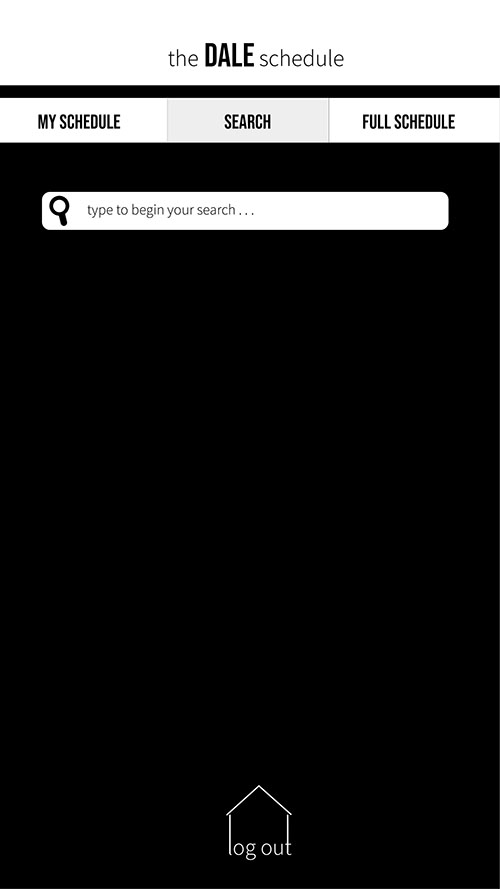 the DALE schedule
MY SCHEDULE SEARCH FULL SCHEDULE
type to begin your search . . .
log out